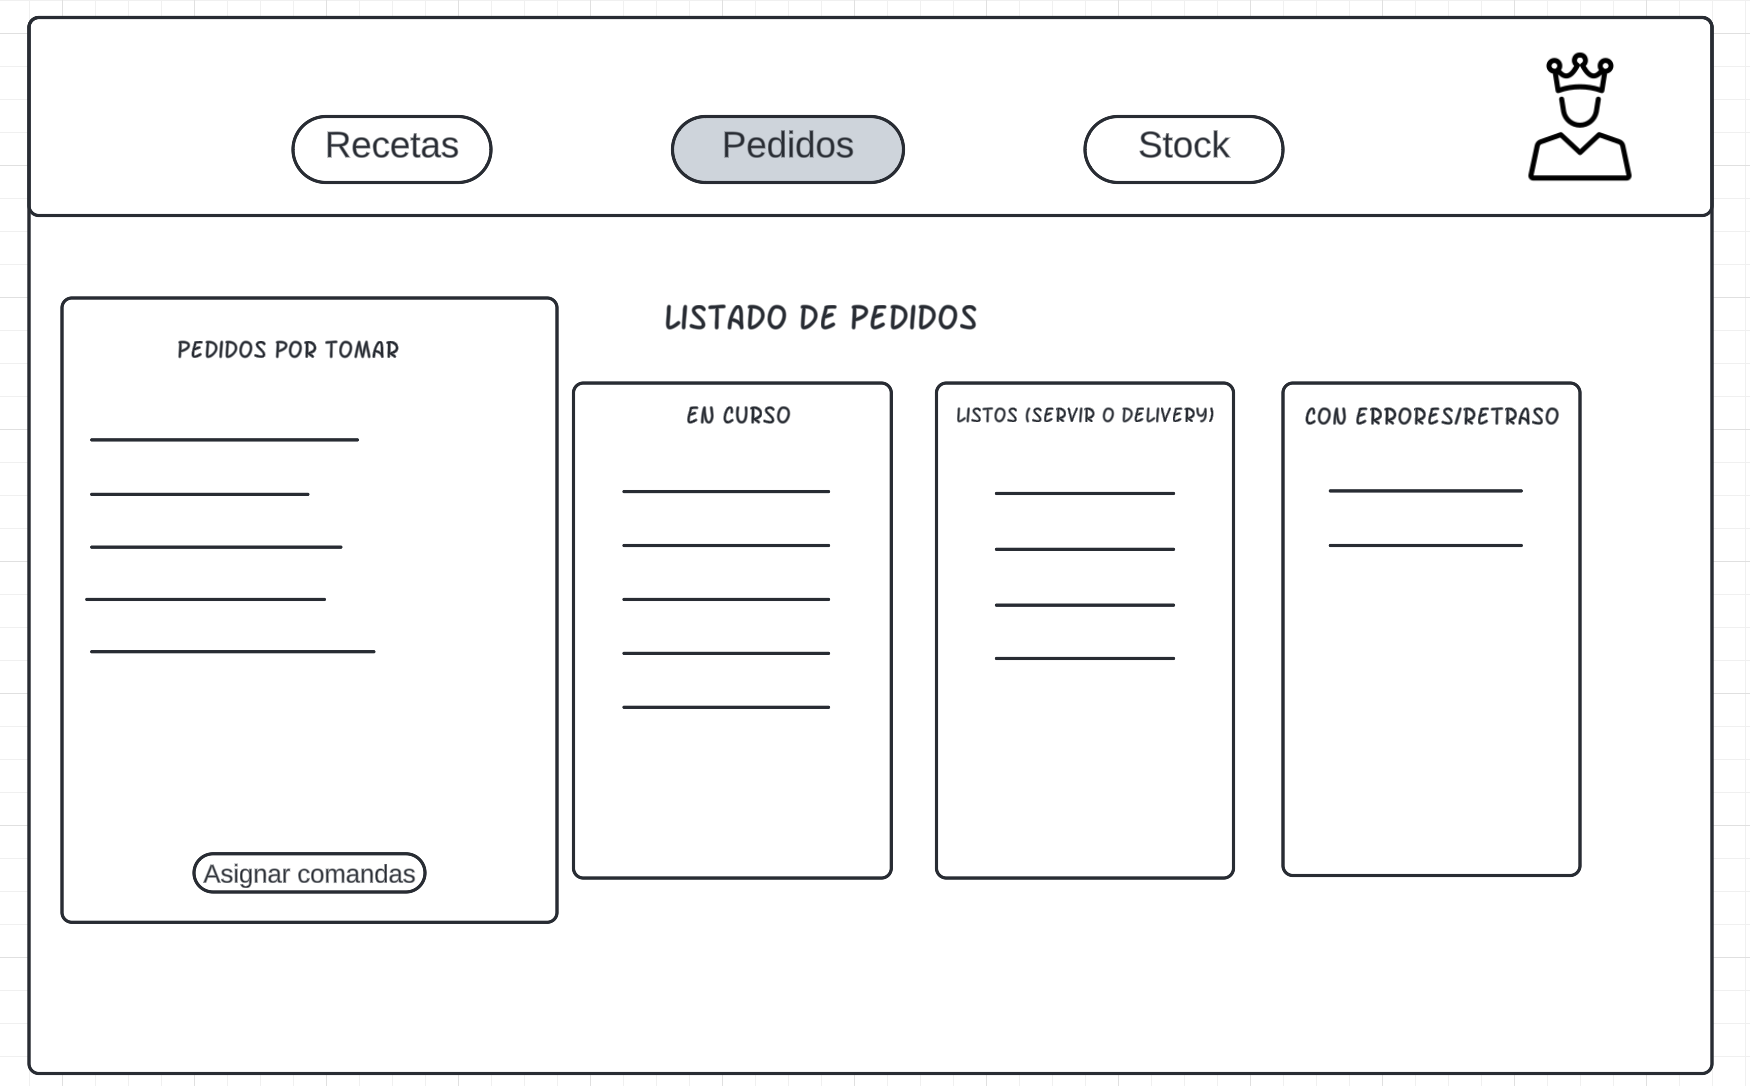 Recetas
Pedidos
Stock
LISTADO DE PEDIDOS
PEDIDOS POR TOMAR
EN CURSO
LISTOS (SERVIR O DELIVERY)
CON ERRORES/RETRASO
Asignar comandas